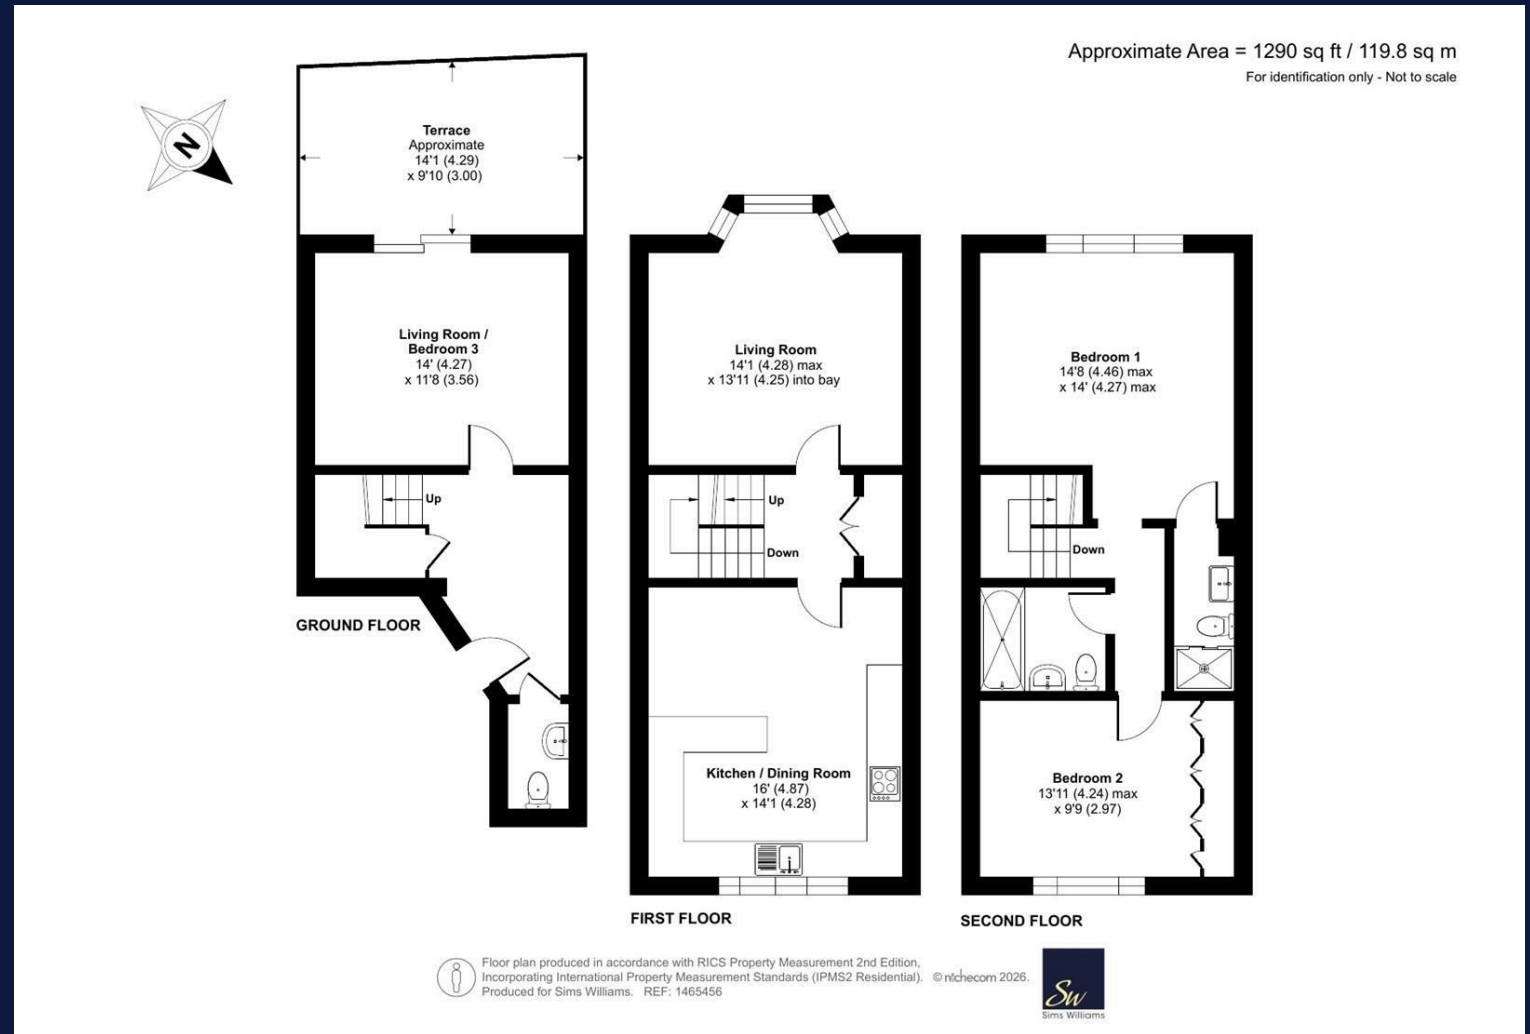 Approximate Area = 1290 sq ft / 119.8 sq m
For identification only - Not to scale
N
Terrace
Approximate
14'1 (4.29)
x 9'10 (3.00)
Living Room /
Bedroom 3
14' (4.27)
x 11'8 (3.56)
Up
GROUND FLOOR
Living Room
14'1 (4.28) max
x 13'11 (4.25) into bay
Up
Down
Kitchen / Dining Room
16' (4.87)
x 14'1 (4.28)
FIRST FLOOR
Bedroom 1
14'8 (4.46) max
x 14' (4.27) max
Down
Bedroom 2
13'11 (4.24) max
x 9'9 (2.97)
SECOND FLOOR
Floor plan produced in accordance with RICS Property Measurement 2nd Edition,
Incorporating International Property Measurement Standards (IPMS2 Residential). © nichecom 2026.
Produced for Sims Williams. REF: 1465456
Sw
Sims Williams